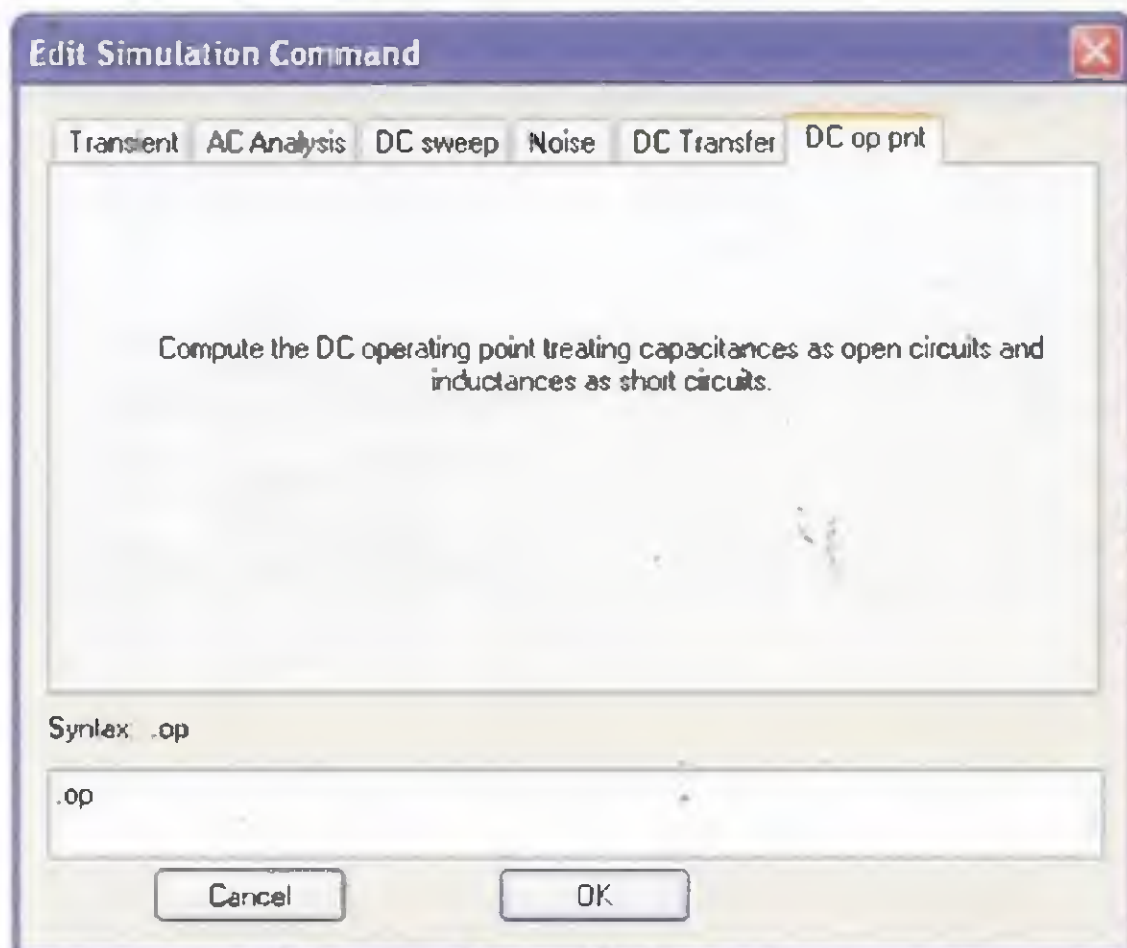 Edit Simulation Command
Transient AC Analysis DC sweep Noise DC Transfer DC op pnt
Compute the DC operating point treating capacitances as open circuits and
inductances as short circuits.
Syntax: .op
.op
Cancel OK